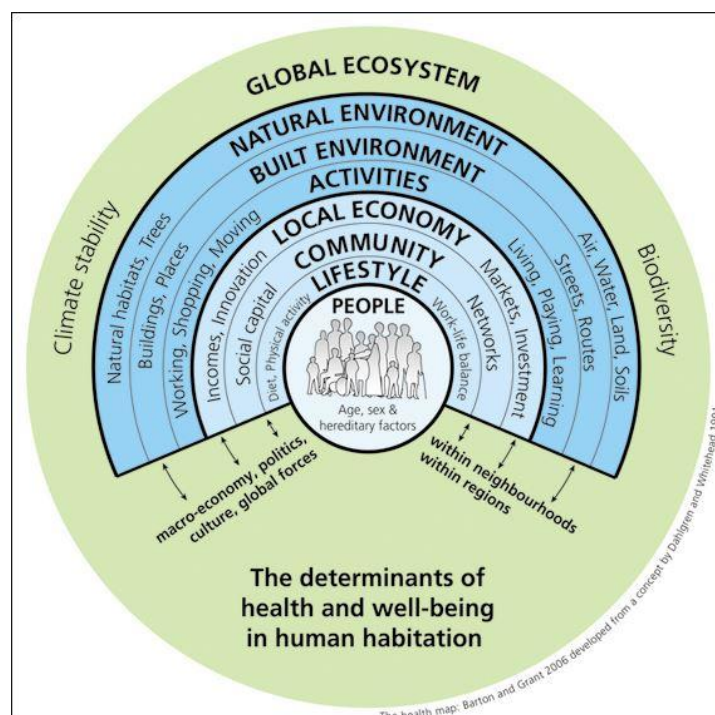 GLOBAL ECOSYSTEM
Climate stability
Biodiversity
NATURAL ENVIRONMENT
Natural habitats, Trees
Air, Water, Land, Soils
BUILT ENVIRONMENT
Buildings, Places
Streets, Routes
ACTIVITIES
Working, Shopping, Moving
Living, Playing, Learning
LOCAL ECONOMY
Incomes, Innovation
Markets, Investment
COMMUNITY
Social capital
Networks
LIFESTYLE
Diet, Physical activity
Work-life balance
PEOPLE
Age, sex &
hereditary factors
macro-economy, politics,
culture, global forces
within neighbourhoods
within regions
The determinants of
health and well-being
in human habitation
The health map: Barton and Grant 2006 developed from a concept by Dahlgren and Whitehead 1991